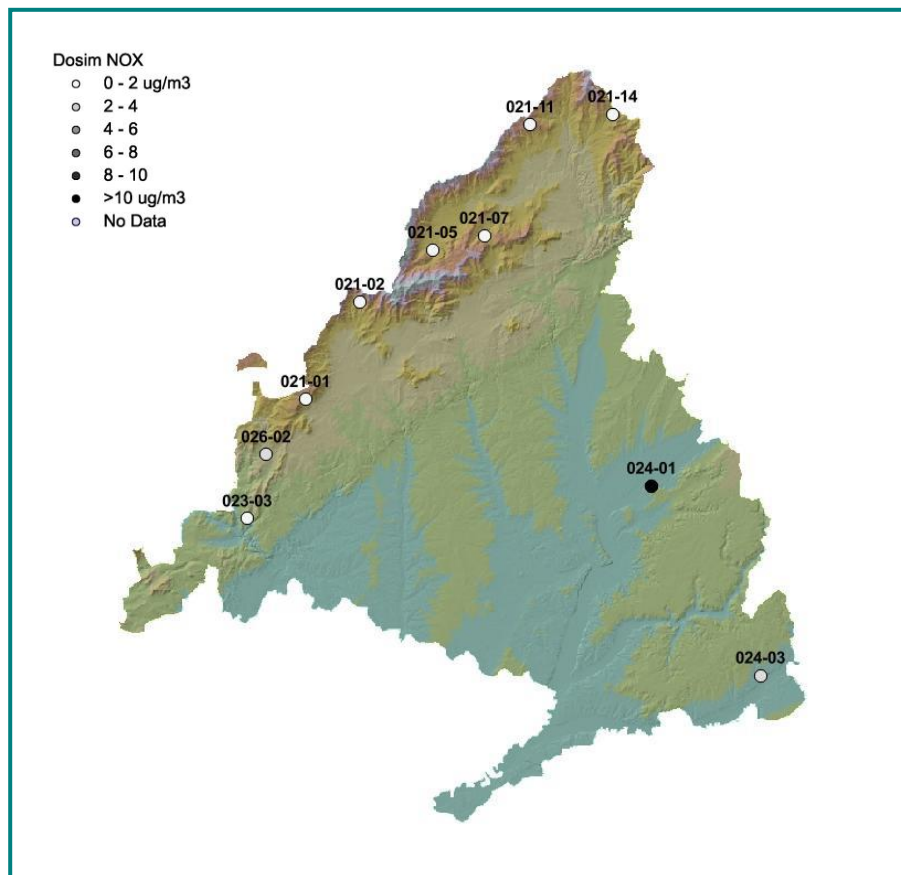 Dosim NOX
0 - 2 ug/m3
2 - 4
4 - 6
6 - 8
8 - 10
>10 ug/m3
No Data
021-14
021-11
021-07
021-05
021-02
021-01
026-02
024-01
023-03
024-03